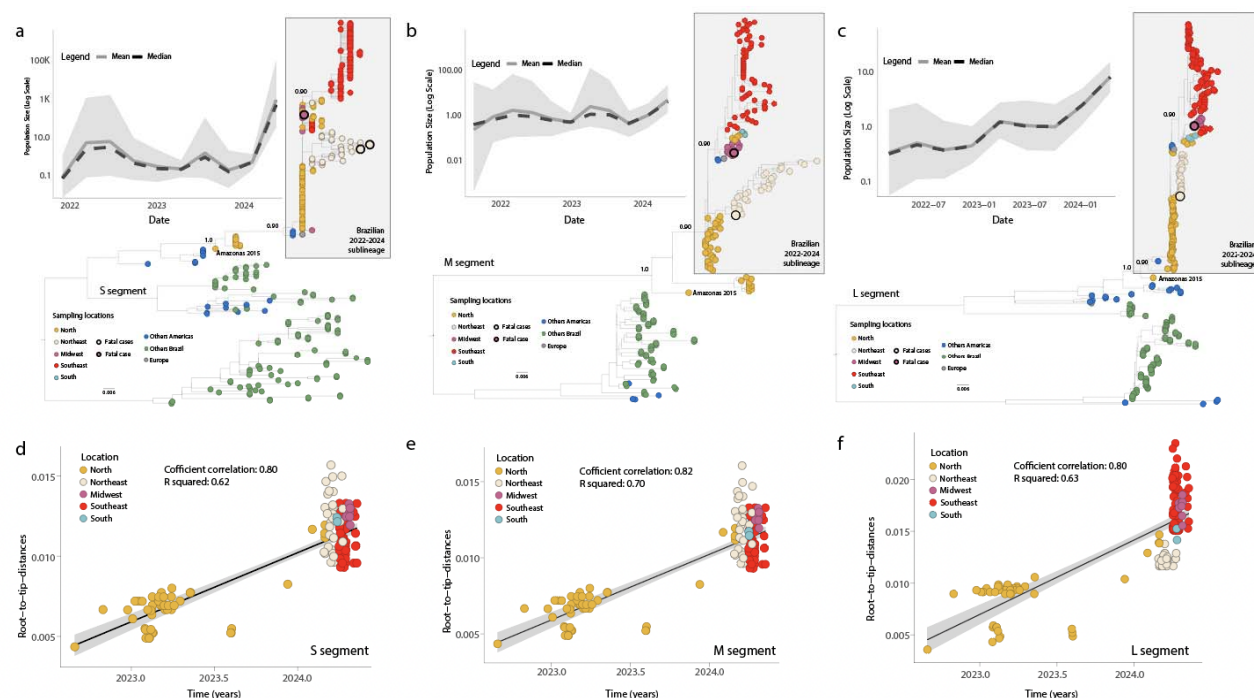 a
Legend Mean Median
100K
1K
10.0
0.1
Population Size (Log Scale)
2022 2023 2024
Date
0.90
0.90
1.0
Amazonas 2015
Brazilian
2022-2024
sublineage
S segment
Sampling locations
North
Northeast
Midwest
Southeast
South
Fatal cases
Fatal case
Others Americas
Others Brazil
Europe
0.006
b
Legend Mean Median
100.00
1.00
0.01
Population Size (Log Scale)
2022 2023 2024
Date
0.90
0.90
1.0
Amazonas 2015
Brazilian
2022-2024
sublineage
M segment
Sampling locations
North
Northeast
Midwest
Southeast
South
Fatal cases
Fatal case
Others Americas
Others Brazil
Europe
0.006
c
Legend Mean Median
10.0
1.0
0.1
Population Size (Log Scale)
2022−07 2023−01 2023−07 2024−01
Date
0.90
0.90
1.0
Amazonas 2015
Brazilian
2022-2024
sublineage
L segment
Sampling locations
North
Northeast
Midwest
Southeast
South
Fatal cases
Fatal case
Others Americas
Others Brazil
Europe
0.006
d
Location
North
Northeast
Midwest
Southeast
South
Cofficient correlation: 0.80
R squared: 0.62
0.015
0.010
0.005
Root−to−tip−distances
S segment
2023.0 2023.5 2024.0
Time (years)
e
Location
North
Northeast
Midwest
Southeast
South
Cofficient correlation: 0.82
R squared: 0.70
0.015
0.010
0.005
Root−to−tip−distances
M segment
2023.0 2023.5 2024.0
Time (years)
f
Location
North
Northeast
Midwest
Southeast
South
Cofficient correlation: 0.80
R squared: 0.63
0.020
0.015
0.010
0.005
Root−to−tip−distances
L segment
2023.0 2023.5 2024.0
Time (years)